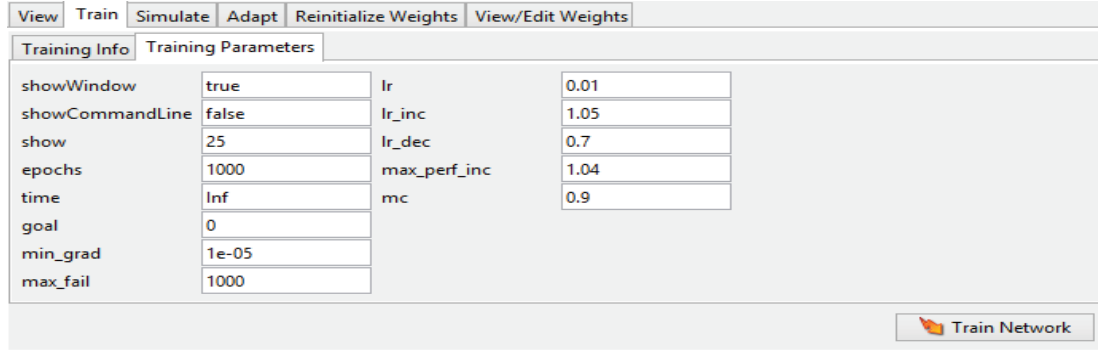 View Train Simulate Adapt Reinitialize Weights View/Edit Weights
Training Info Training Parameters
showWindow true lr 0.01
showCommandLine false lr_inc 1.05
show 25 lr_dec 0.7
epochs 1000 max_perf_inc 1.04
time Inf mc 0.9
goal 0
min_grad 1e-05
max_fail 1000
Train Network